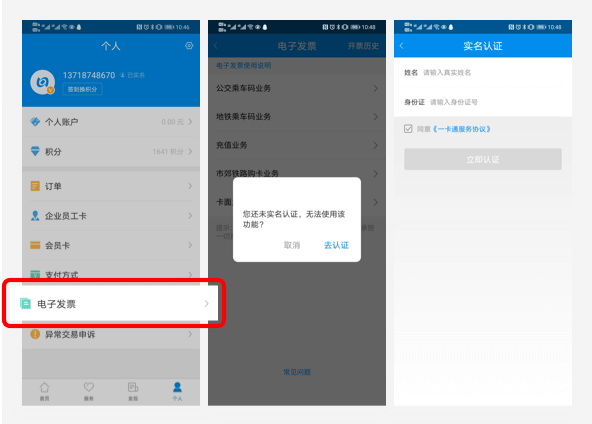 10:46
个人
13718748670
已实名
签到换积分
个人账户
0.00 元
积分
1641 积分
订单
企业员工卡
会员卡
支付方式
电子发票
异常交易申诉
首页
服务
个人
10:48
电子发票
开票历史
电子发票使用说明
公交乘车码业务
地铁乘车码业务
充值业务
市郊铁路购卡业务
卡面
您还未实名认证，无法使用该
功能?
取消
去认证
常见问题
10:48
实名认证
姓名 请输入真实姓名
身份证 请输入身份证号
同意《一卡通服务协议》
立即认证